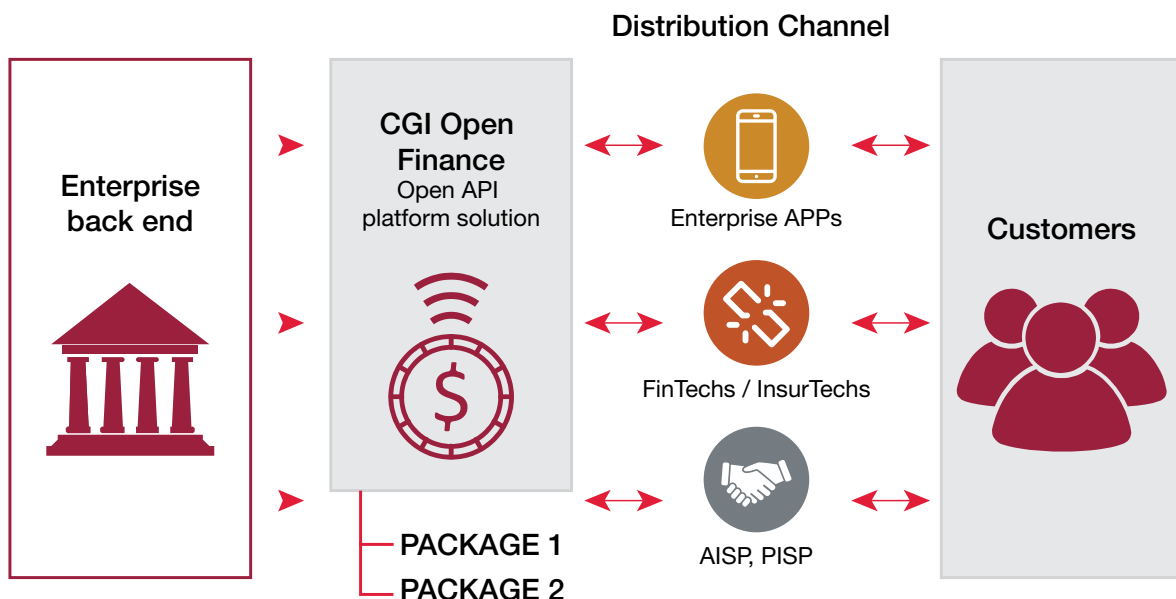 Distribution Channel
Enterprise
back end
CGI Open
Finance
Open API
platform solution
$
PACKAGE 1
PACKAGE 2
Enterprise APPs
FinTechs / InsurTechs
AISP, PISP
Customers